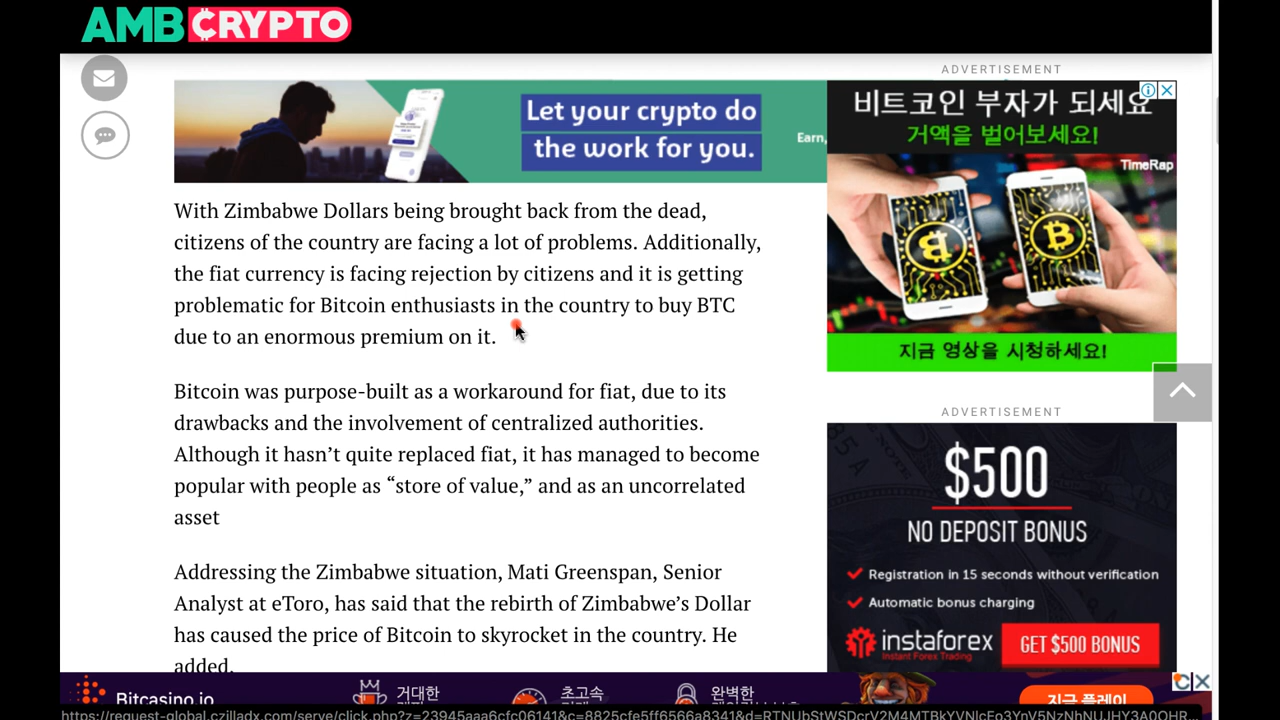 AMBCRYPTO
ADVERTISEMENT
Let your crypto do
the work for you.
Earn,
비트코인 부자가 되세요
거액을 벌어보세요!
TimeRap
지금 영상을 시청하세요!
With Zimbabwe Dollars being brought back from the dead,
citizens of the country are facing a lot of problems. Additionally,
the fiat currency is facing rejection by citizens and it is getting
problematic for Bitcoin enthusiasts in the country to buy BTC
due to an enormous premium on it.
Bitcoin was purpose-built as a workaround for fiat, due to its
drawbacks and the involvement of centralized authorities.
Although it hasn't quite replaced fiat, it has managed to become
popular with people as “store of value,” and as an uncorrelated
asset
Addressing the Zimbabwe situation, Mati Greenspan, Senior
Analyst at eToro, has said that the rebirth of Zimbabwe's Dollar
has caused the price of Bitcoin to skyrocket in the country. He
added,
ADVERTISEMENT
$500
NO DEPOSIT BONUS
Registration in 15 seconds without verification
Automatic bonus charging
instaforex
Instant Forex Trading
GET $500 BONUS
Bitcasino.io
거대한
초고속
완벽한
지금 플레이